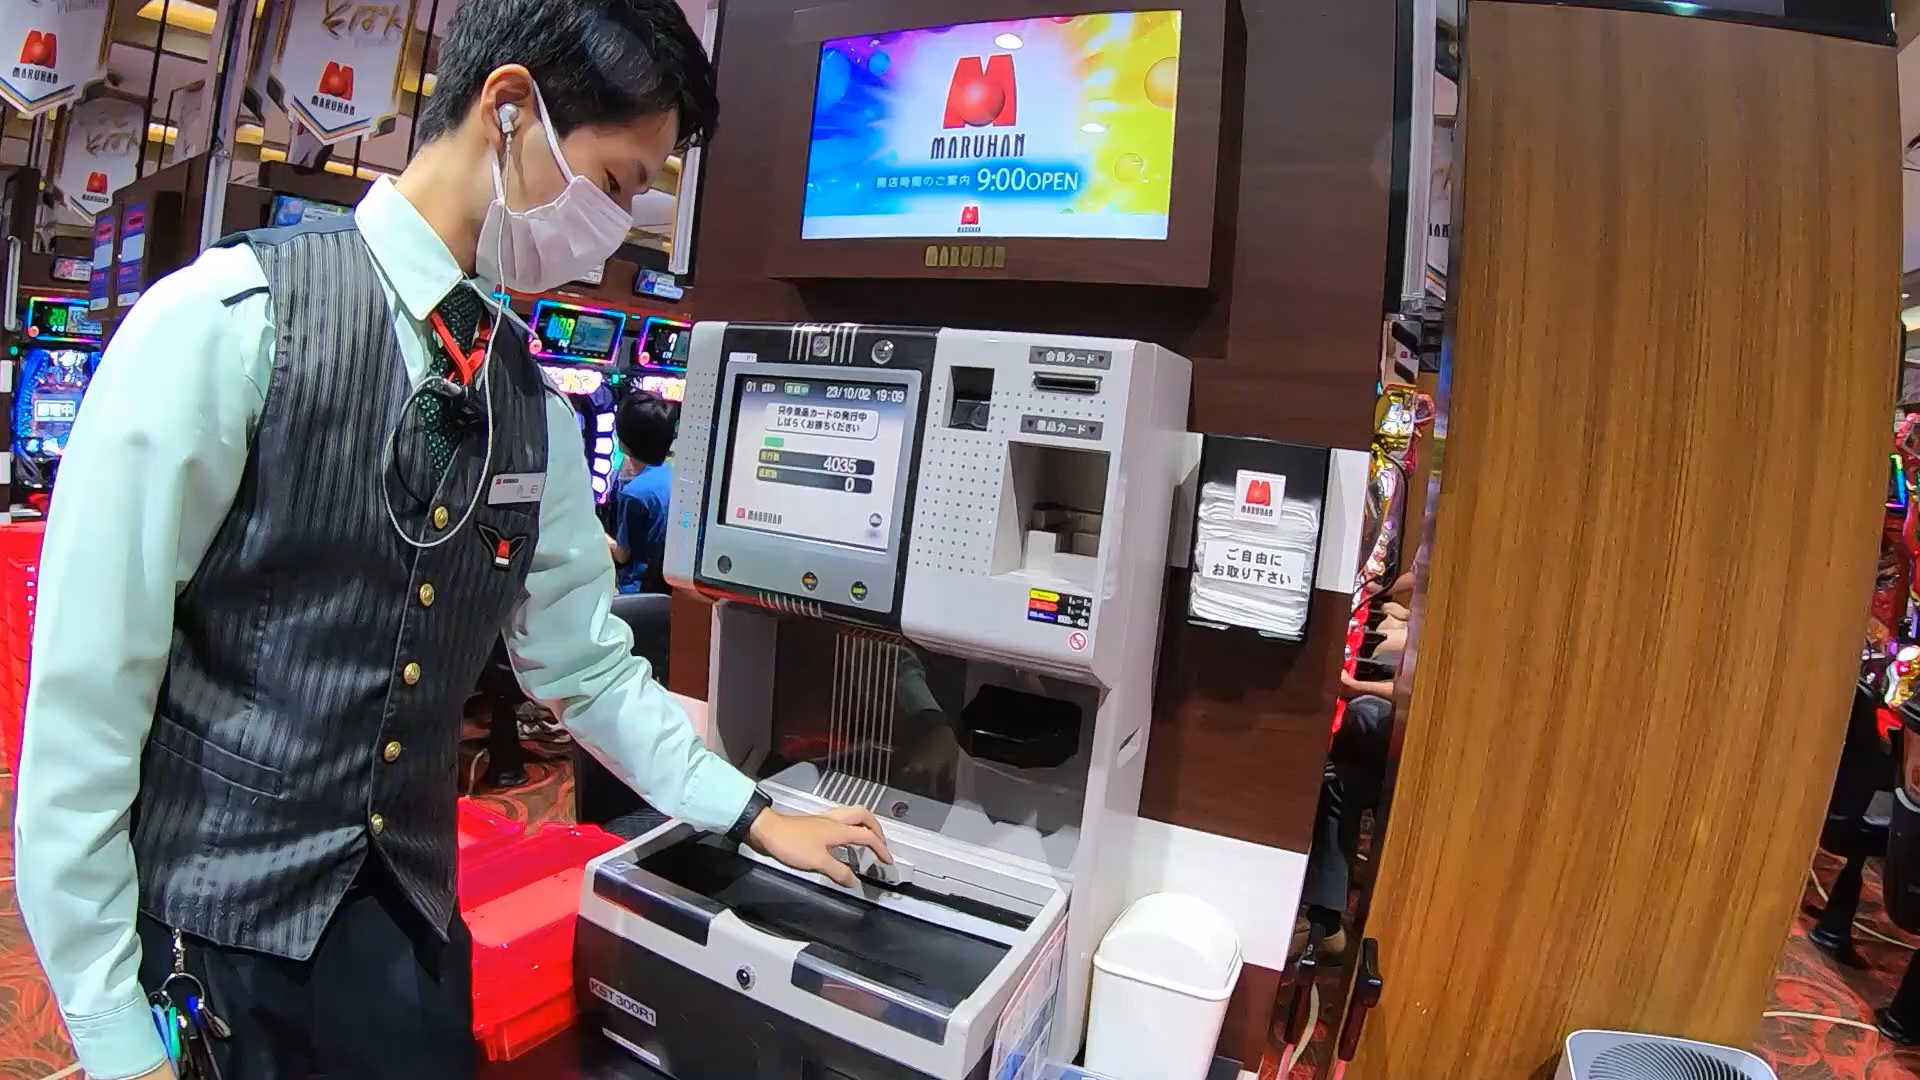 MARUHAN
MARUHAN
MARUHAN
MARUHAN
開店時間のご案内 9:00OPEN
MARUHAN
01 23/10/02 19:09
只今景品カードの発行中
しばらくお待ちください
4035
0
MARUHAN
会員カード
景品カード
MARUHAN
ご自由に
お取り下さい
KST300R1